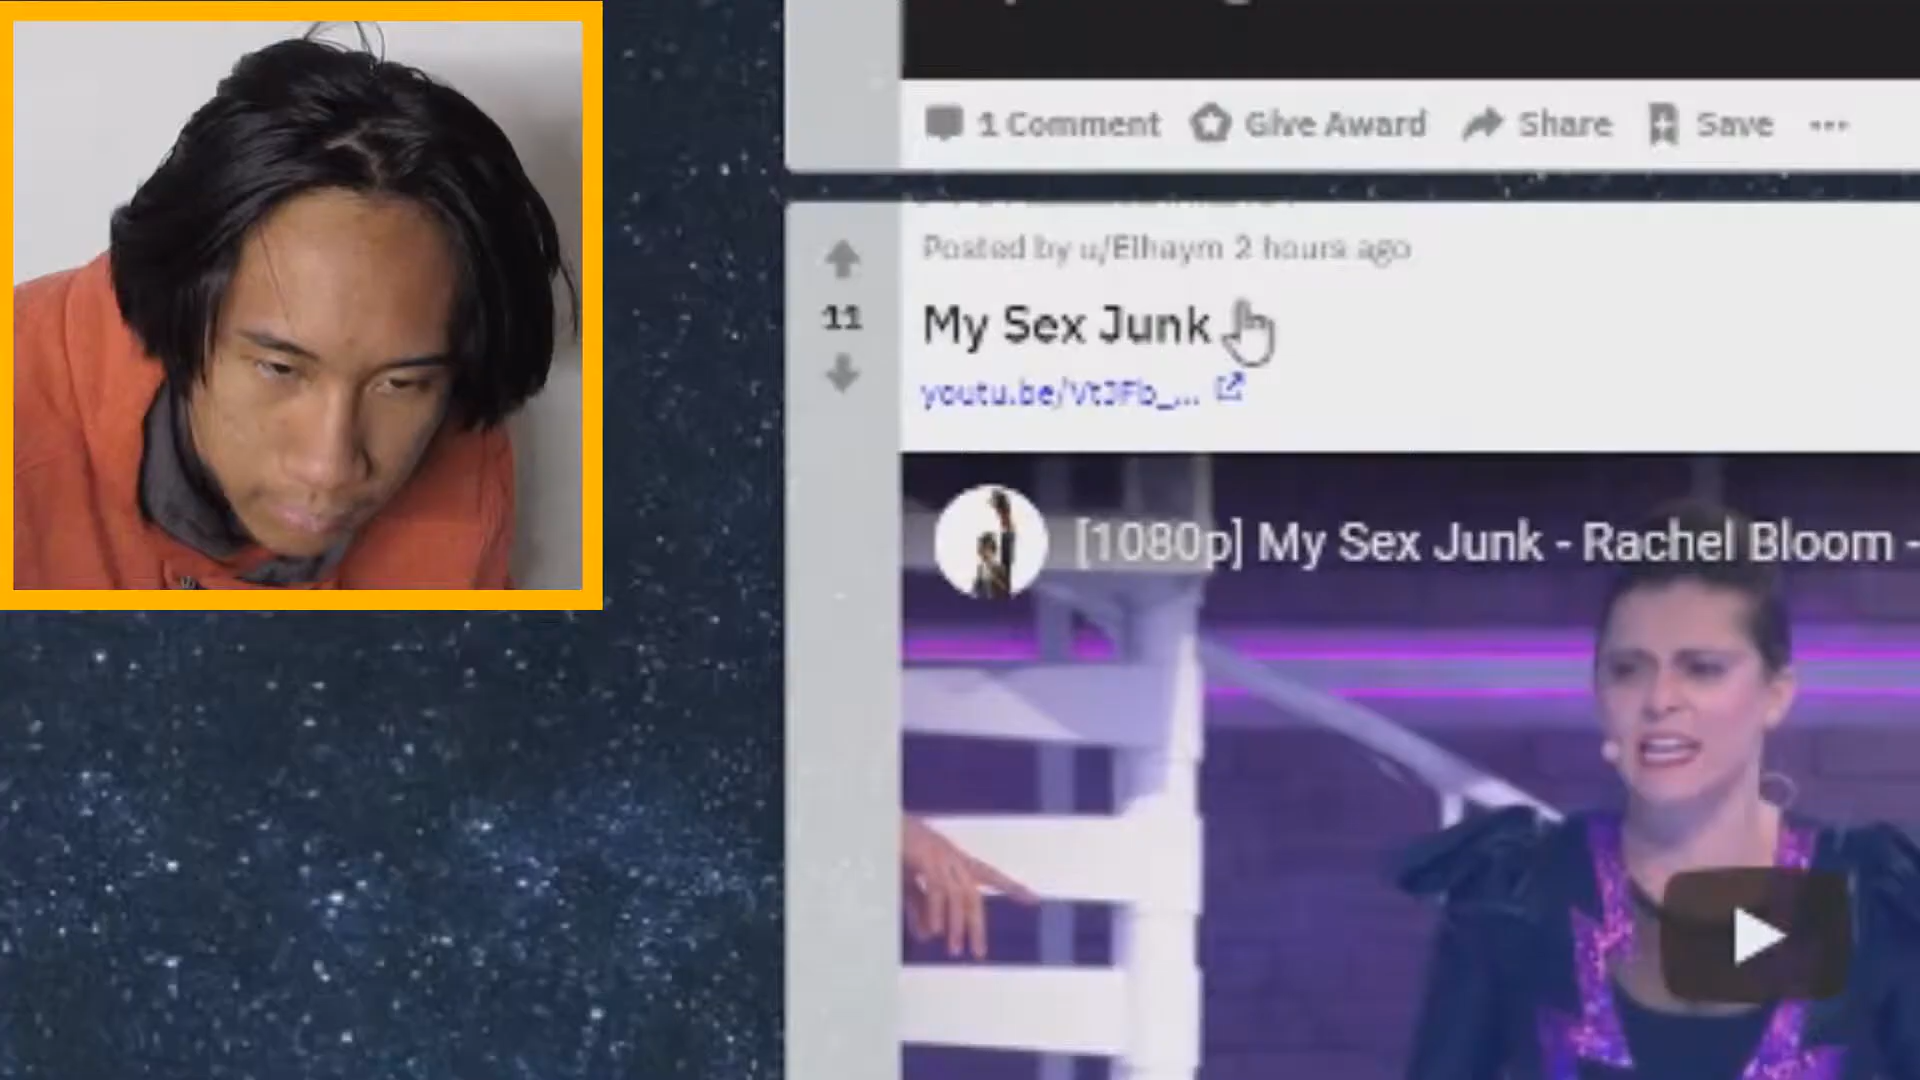 1 Comment Give Award Share Save
Posted by u/Elhaym 2 hours ago
11
My Sex Junk
youtu.be/VtJFb_...
[1080p] My Sex Junk - Rachel Bloom -